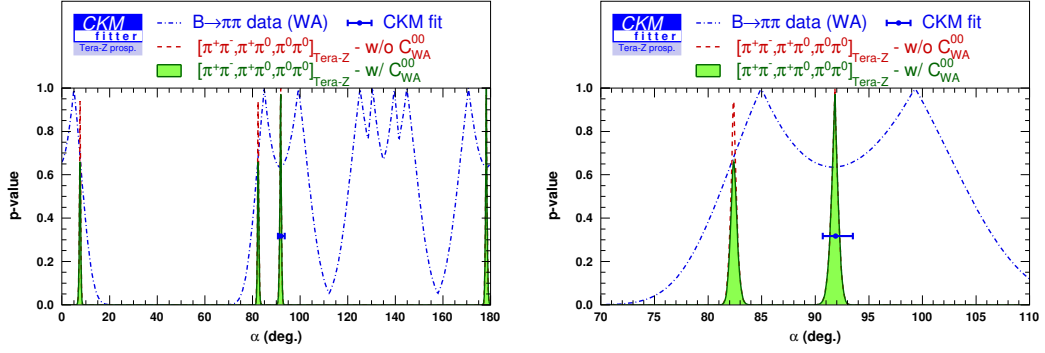 CKM
fitter
Tera-Z prosp.
B→ππ data (WA)
CKM fit
[π⁺π⁻,π⁺π⁰,π⁰π⁰]Tera-Z - w/o C⁰⁰WA
[π⁺π⁻,π⁺π⁰,π⁰π⁰]Tera-Z - w/ C⁰⁰WA
p-value
1.0
0.8
0.6
0.4
0.2
0.0
0 20 40 60 80 100 120 140 160 180
α (deg.)
CKM
fitter
Tera-Z prosp.
B→ππ data (WA)
CKM fit
[π⁺π⁻,π⁺π⁰,π⁰π⁰]Tera-Z - w/o C⁰⁰WA
[π⁺π⁻,π⁺π⁰,π⁰π⁰]Tera-Z - w/ C⁰⁰WA
p-value
1.0
0.8
0.6
0.4
0.2
0.0
70 75 80 85 90 95 100 105 110
α (deg.)